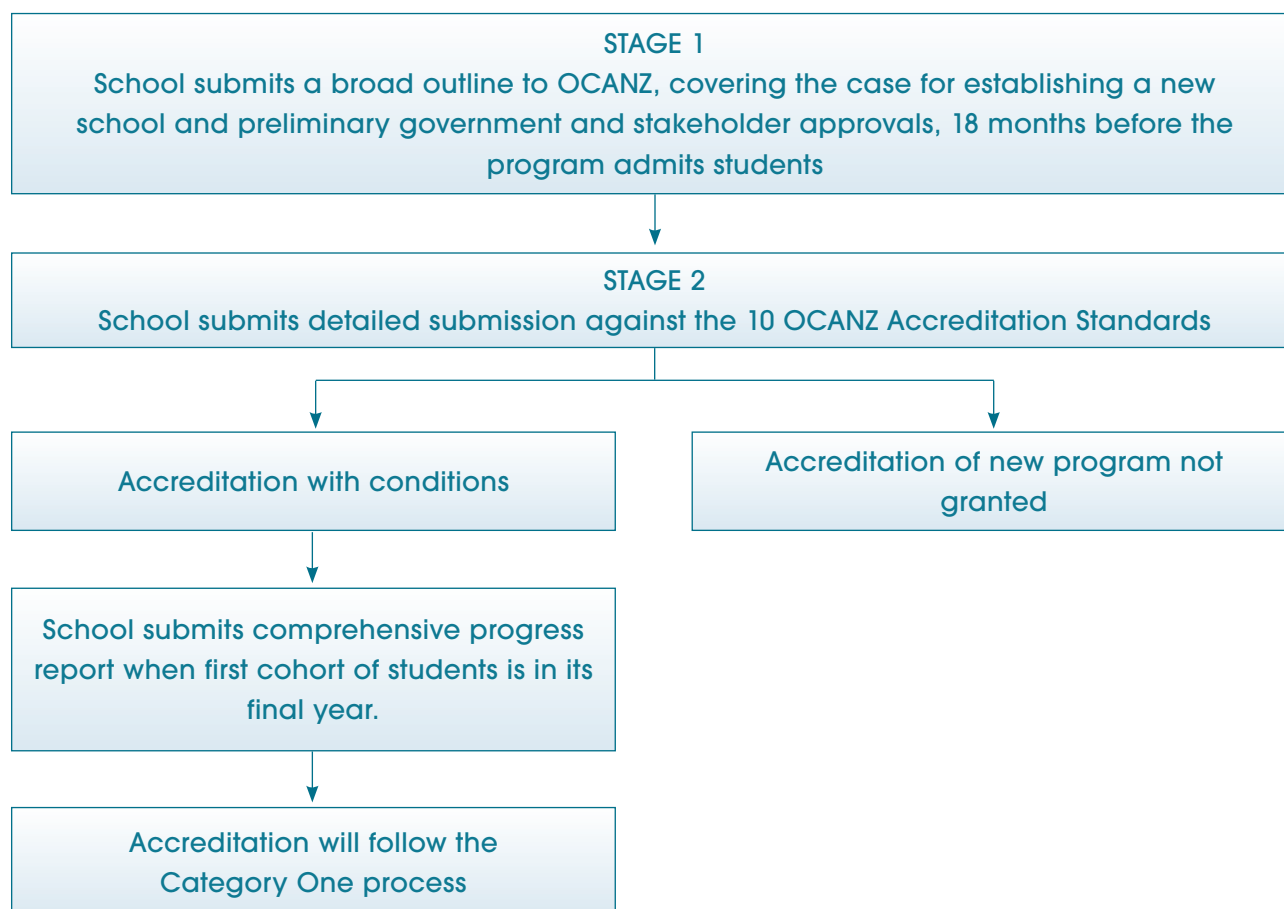 STAGE 1
School submits a broad outline to OCANZ, covering the case for establishing a new
school and preliminary government and stakeholder approvals, 18 months before the
program admits students
STAGE 2
School submits detailed submission against the 10 OCANZ Accreditation Standards
Accreditation with conditions
Accreditation of new program not
granted
School submits comprehensive progress
report when first cohort of students is in its
final year.
Accreditation will follow the
Category One process